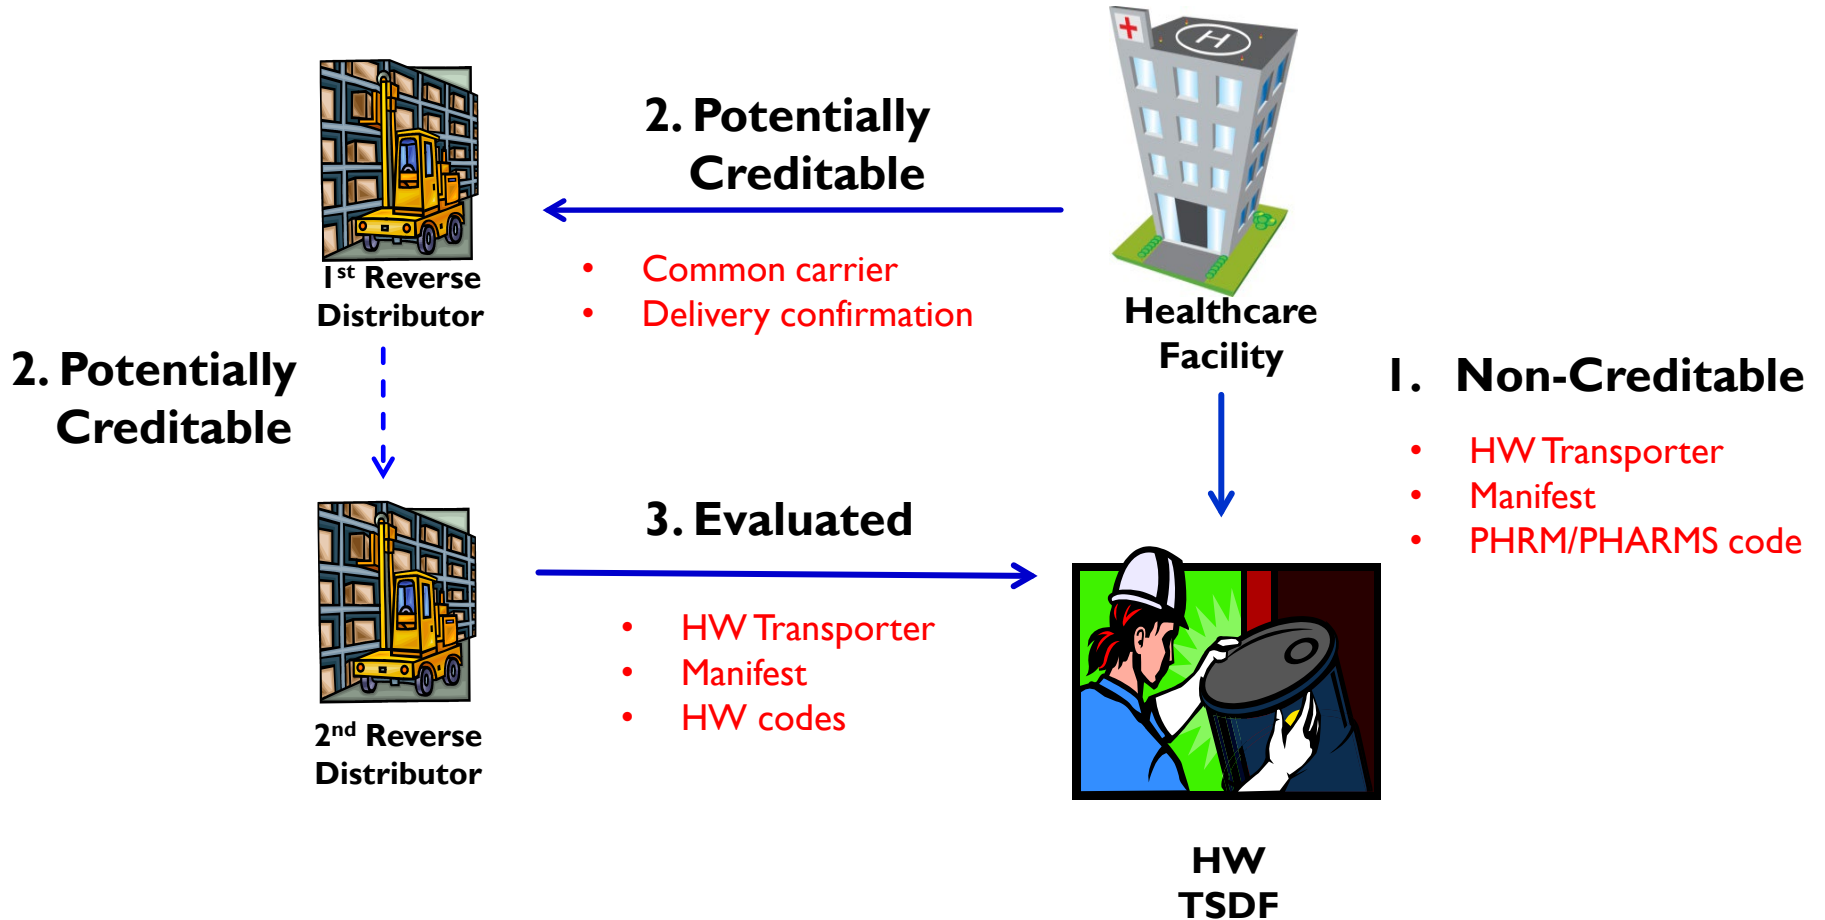 2. Potentially
Creditable
• Common carrier
• Delivery confirmation
1st Reverse
Distributor
H
Healthcare
Facility
2. Potentially
Creditable
1. Non-Creditable
• HW Transporter
• Manifest
• PHRM/PHARMS code
3. Evaluated
• HW Transporter
• Manifest
• HW codes
2nd Reverse
Distributor
HW
TSDF